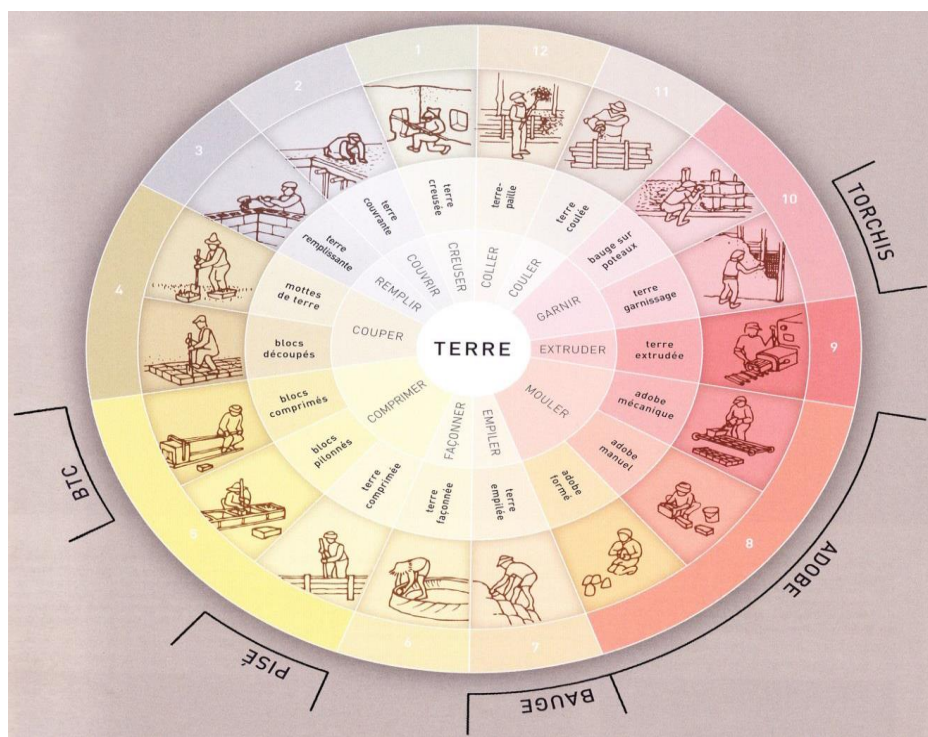 1
12
2
11
3
10
4
9
5
8
6
7
terre
creusée
terre-
paille
terre
couvrante
terre
coulée
terre
remplissante
bauge sur
poteaux
mottes
de terre
terre
garnissage
blocs
découpés
terre
extrudée
blocs
comprimés
adobe
mécanique
blocs
pilonnés
adobe
manuel
terre
comprimée
adobe
formé
terre
façonnée
terre
empilée
CREUSER
COLLER
COUVRIR
COULER
REMPLIR
GARNIR
COUPER
EXTRUDER
COMPRIMER
MOULER
FAÇONNER
EMPILER
TERRE
TORCHIS
BTC
ADOBE
PISÉ
BAUGE